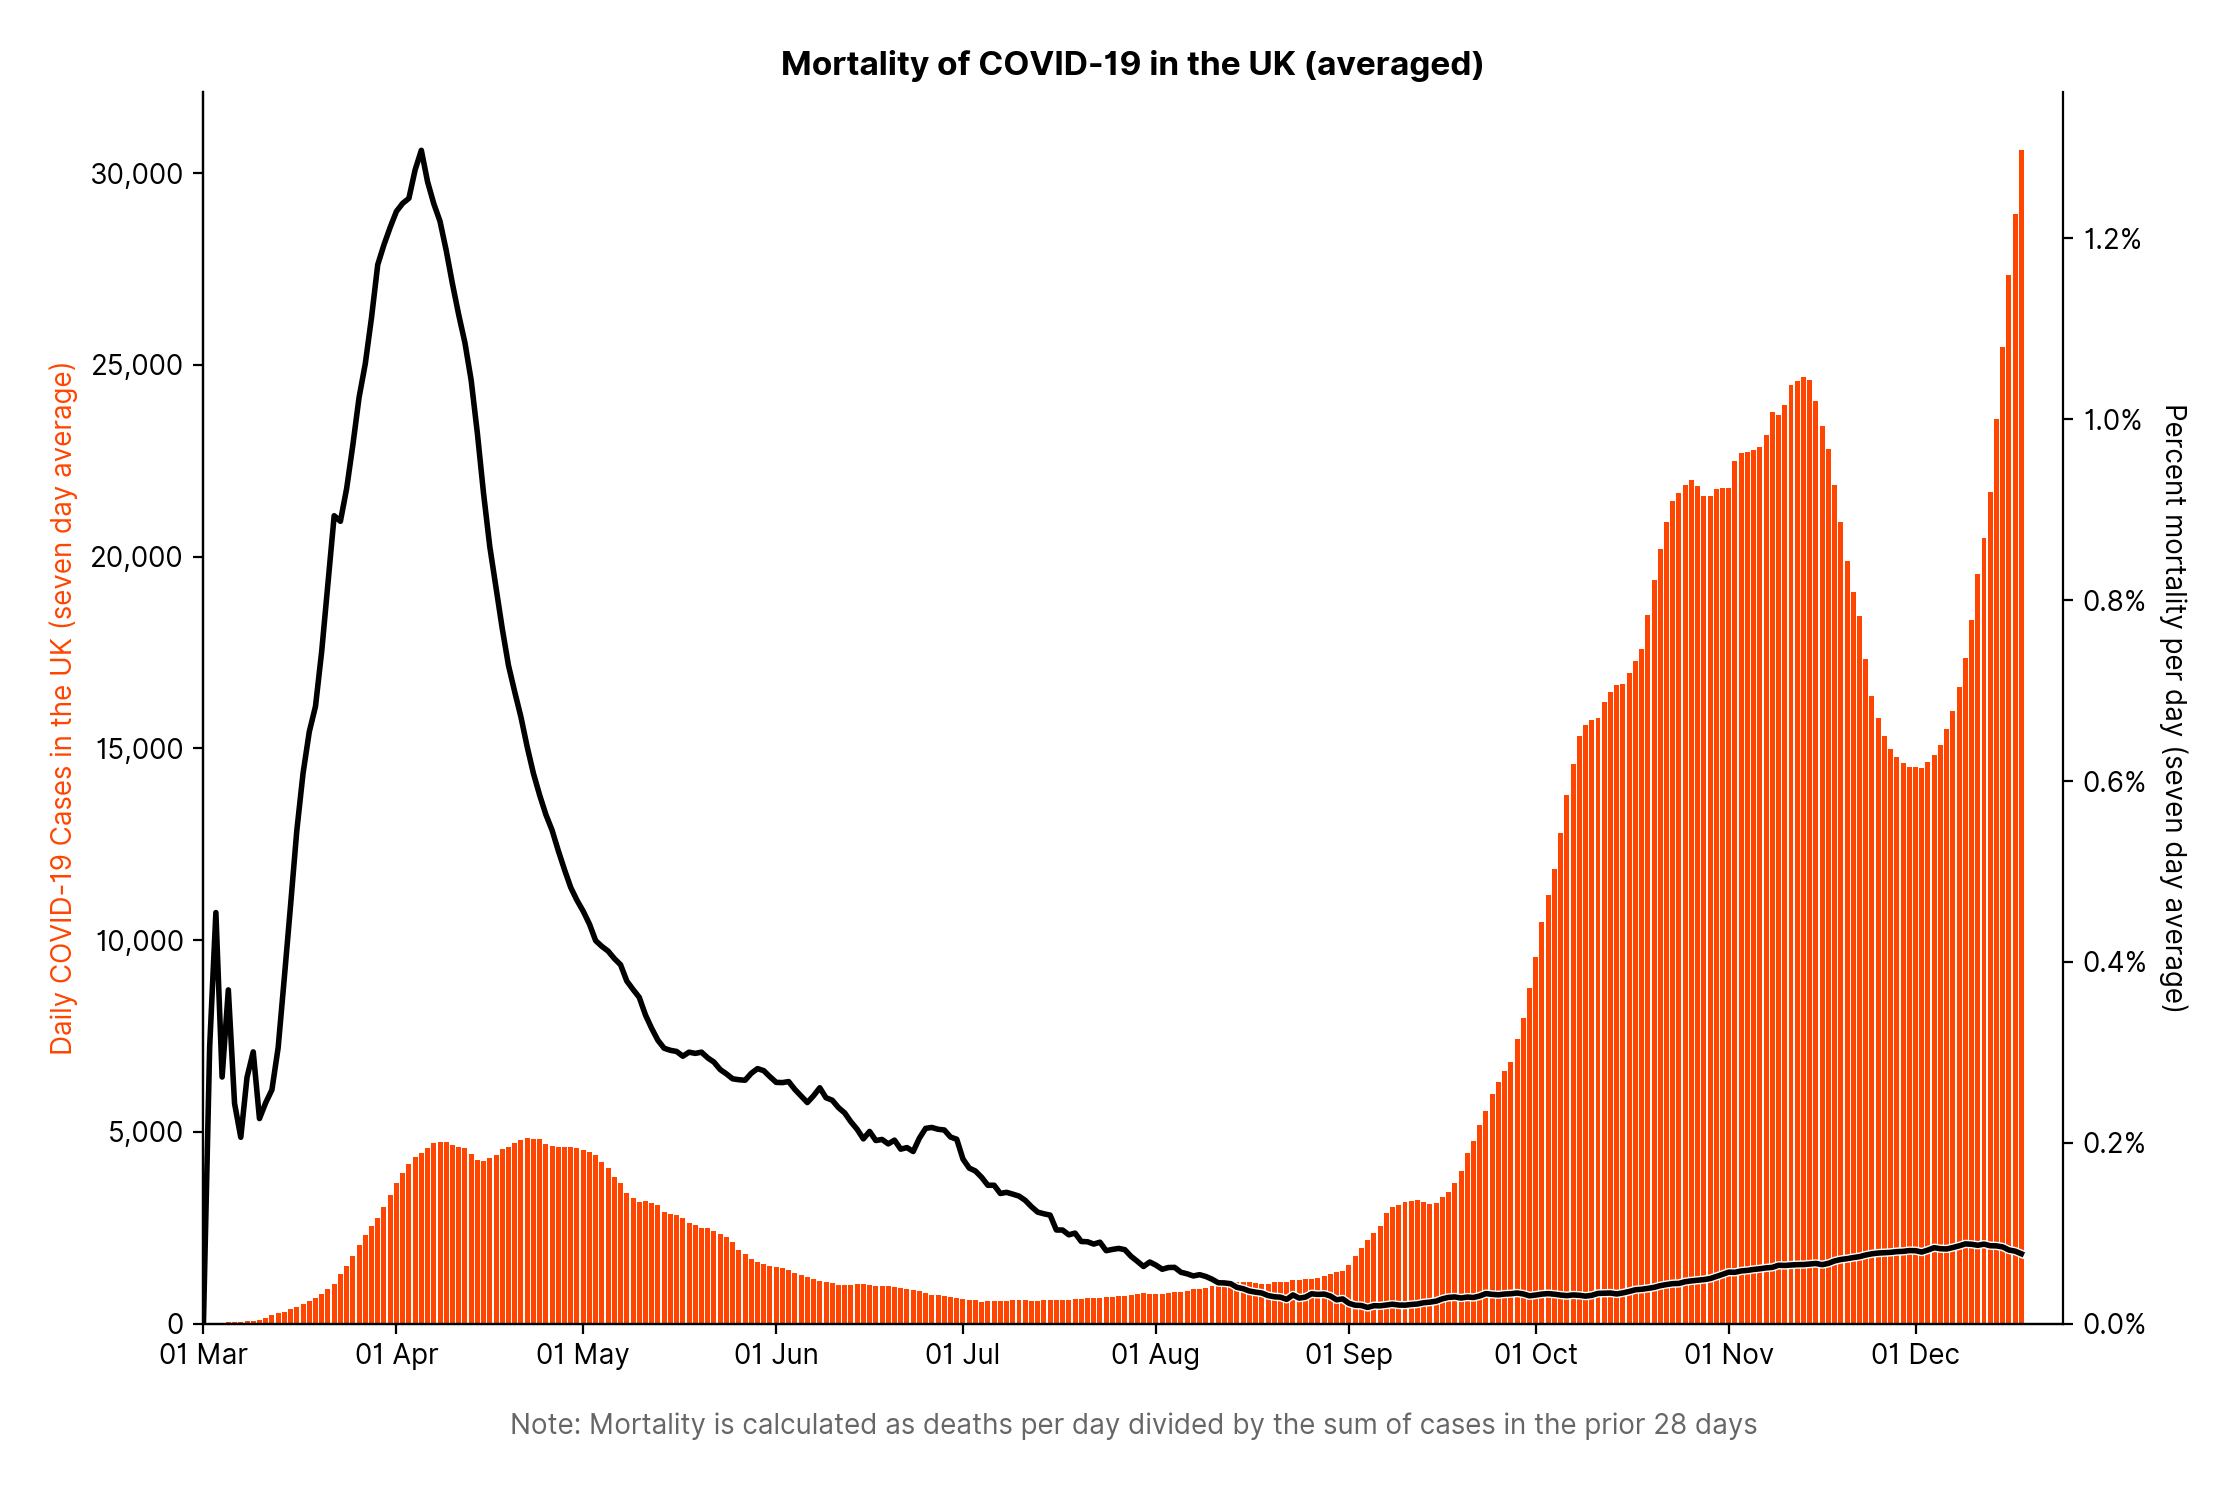 Mortality of COVID-19 in the UK (averaged)
Daily COVID-19 Cases in the UK (seven day average)
30,000
25,000
20,000
15,000
10,000
5,000
0
1.2%
1.0%
0.8%
0.6%
0.4%
0.2%
0.0%
Percent mortality per day (seven day average)
01 Mar
01 Apr
01 May
01 Jun
01 Jul
01 Aug
01 Sep
01 Oct
01 Nov
01 Dec
Note: Mortality is calculated as deaths per day divided by the sum of cases in the prior 28 days